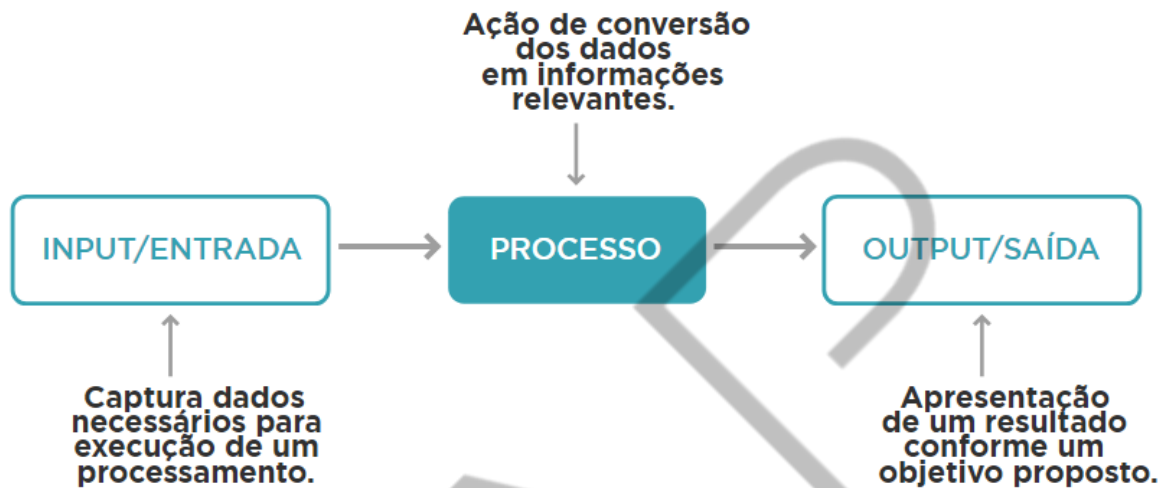 Ação de conversão
dos dados
em informações
relevantes.
INPUT/ENTRADA
PROCESSO
OUTPUT/SAÍDA
Captura dados
necessários para
execução de um
processamento.
Apresentação
de um resultado
conforme um
objetivo proposto.